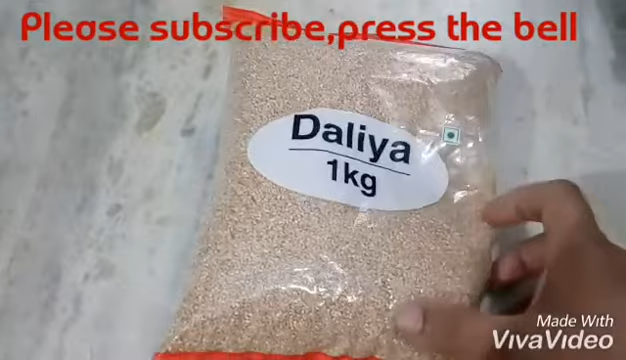 Please subscribe,press the bell
Daliya
1kg
Made With
VivaVideo